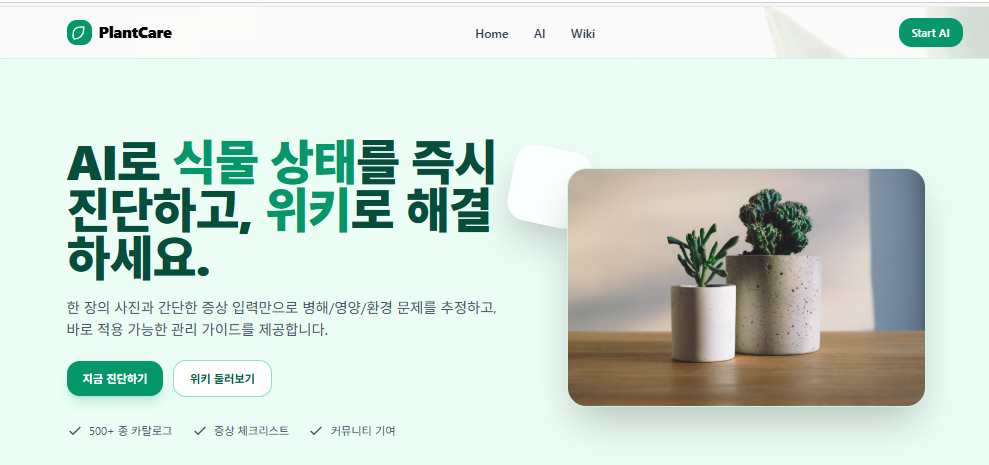 PlantCare
Home AI Wiki
Start AI
AI로 식물 상태를 즉시
진단하고, 위키로 해결
하세요.
한 장의 사진과 간단한 증상 입력만으로 병해/영양/환경 문제를 추정하고,
바로 적용 가능한 관리 가이드를 제공합니다.
지금 진단하기 위키 둘러보기
500+ 종 카탈로그 증상 체크리스트 커뮤니티 기여